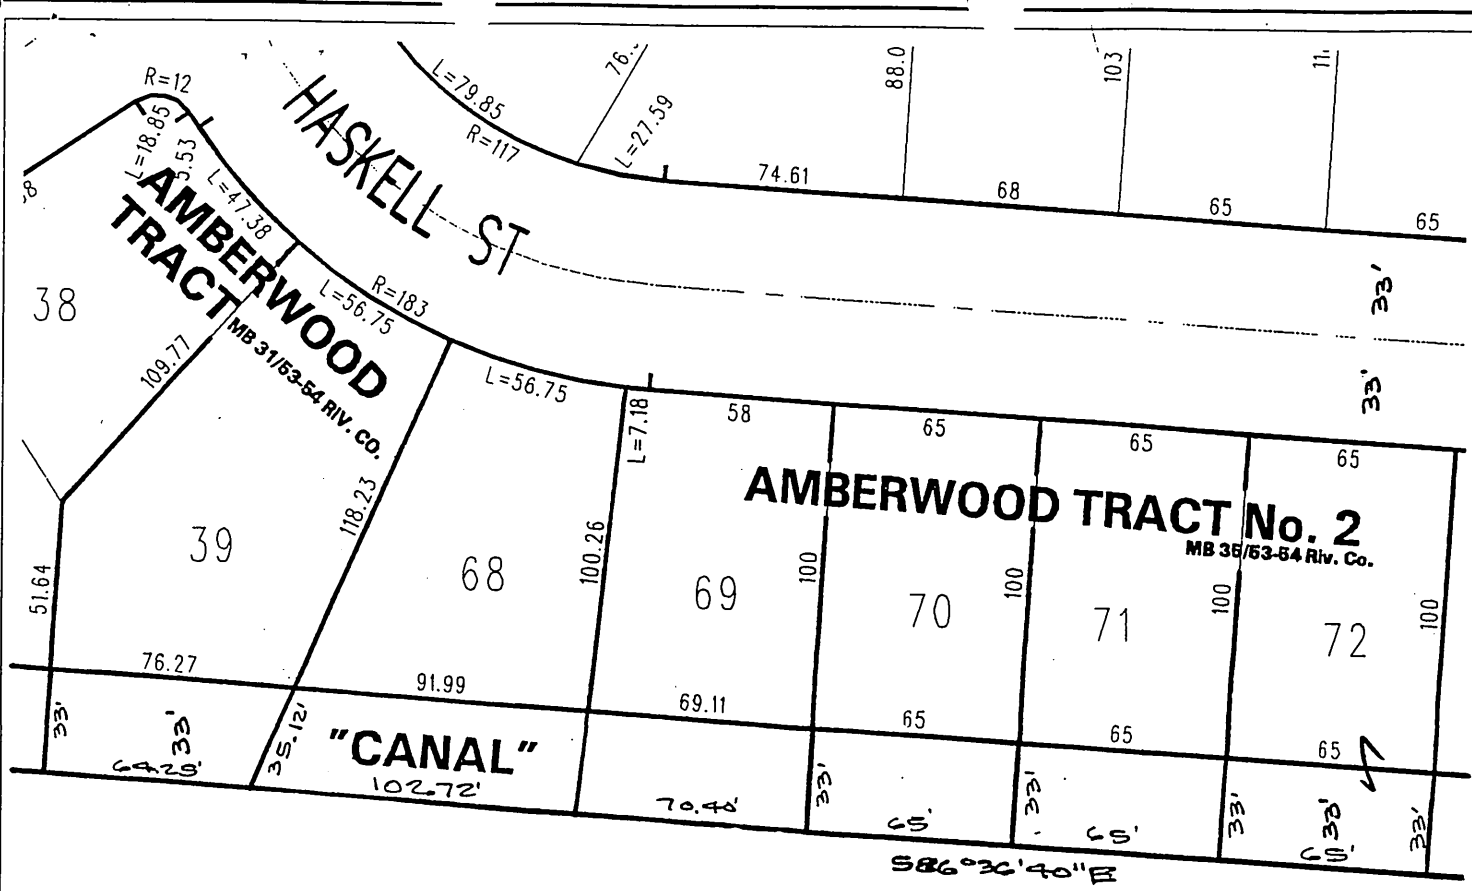 R=12
L=18.85
5.53
L=47.38
HASKELL ST
L=79.85
R=117
L=27.59
88.0
103
74.61
68
65
65
33'
33'
AMBERWOOD
TRACT
MB 31/53-54 RIV. CO.
R=183
L=56.75
L=56.75
38
109.77
L=7.18
58
65
65
65
AMBERWOOD TRACT No. 2
MB 35/53-54 Riv. Co.
39
118.23
68
100.26
69
100
70
100
71
100
72
100
51.64
76.27
91.99
69.11
65
65
65
33'
33'
35.12'
"CANAL"
64.25'
102.72'
70.40'
33'
65'
33'
65'
33'
33'
65'
33'
S86°36'40"E